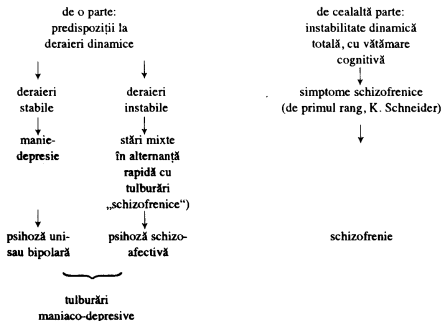 de o parte:
predispoziții la
deraieri dinamice
de cealaltă parte:
instabilitate dinamică
totală, cu vătămare
cognitivă
deraieri
stabile
deraieri
instabile
simptome schizofrenice
(de primul rang, K. Schneider)
manie-
depresie
stări mixte
în alternanță
rapidă cu
tulburări
„schizofrenice“)
psihoză uni-
sau bipolară
psihoză schizo-
afectivă
schizofrenie
tulburări
maniaco-depresive